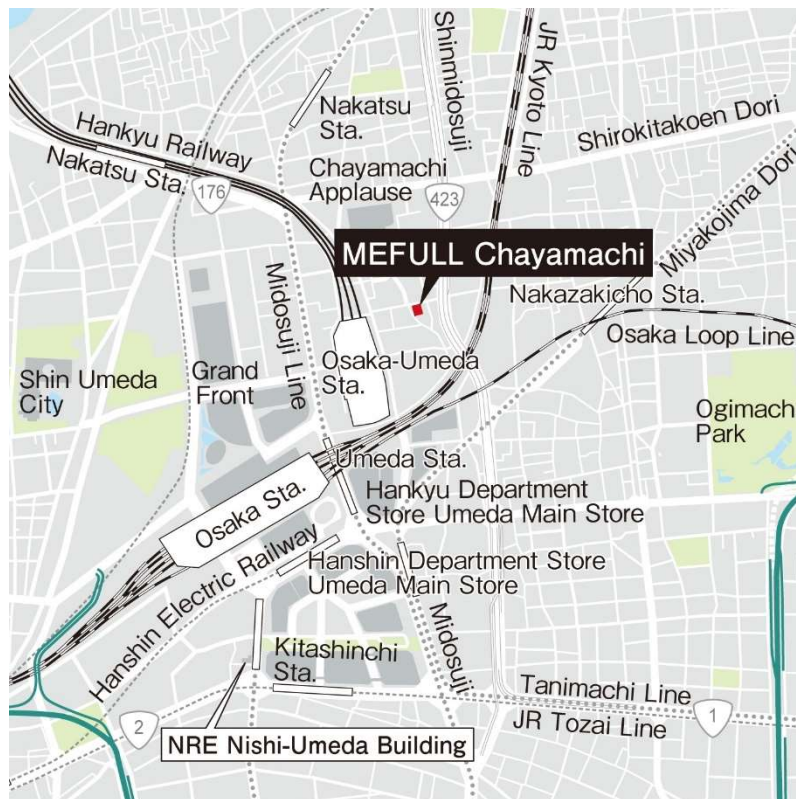 Nakatsu
Sta.
Shinmidosuji
JR Kyoto Line
Hankyu Railway
Nakatsu Sta.
176
Chayamachi
Applause
423
Shirokitakoen Dori
Miyakojima Dori
MEFULL Chayamachi
Midosuji Line
Nakazakicho Sta.
Osaka Loop Line
Shin Umeda
City
Grand
Front
Osaka-Umeda
Sta.
Ogimach
Park
Umeda Sta.
Osaka Sta.
Hankyu Department
Store Umeda Main Store
Hanshin Electric Railway
Hanshin Department Store
Umeda Main Store
Midosuji
Kitashinchi
Sta.
Tanimachi Line
JR Tozai Line
2
1
NRE Nishi-Umeda Building